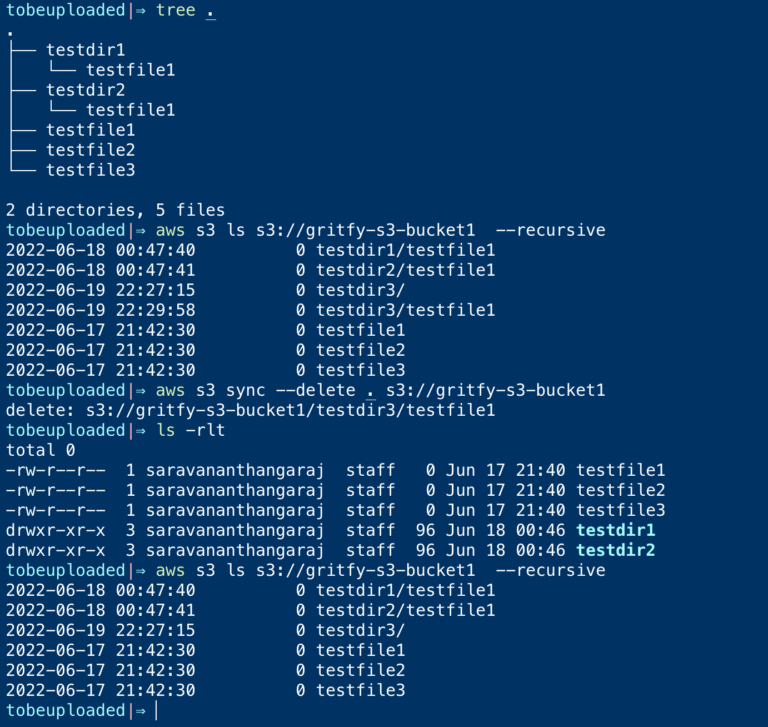 tobeuploaded|⇒ tree .
.
├── testdir1
│   └── testfile1
├── testdir2
│   └── testfile1
├── testfile1
├── testfile2
└── testfile3
2 directories, 5 files
tobeuploaded|⇒ aws s3 ls s3://gritfy-s3-bucket1  --recursive
2022-06-18 00:47:40          0 testdir1/testfile1
2022-06-18 00:47:41          0 testdir2/testfile1
2022-06-19 22:27:15          0 testdir3/
2022-06-19 22:29:58          0 testdir3/testfile1
2022-06-17 21:42:30          0 testfile1
2022-06-17 21:42:30          0 testfile2
2022-06-17 21:42:30          0 testfile3
tobeuploaded|⇒ aws s3 sync --delete . s3://gritfy-s3-bucket1
delete: s3://gritfy-s3-bucket1/testdir3/testfile1
tobeuploaded|⇒ ls -rlt
total 0
-rw-r--r--  1 saravananthangaraj  staff   0 Jun 17 21:40 testfile1
-rw-r--r--  1 saravananthangaraj  staff   0 Jun 17 21:40 testfile2
-rw-r--r--  1 saravananthangaraj  staff   0 Jun 17 21:40 testfile3
drwxr-xr-x  3 saravananthangaraj  staff  96 Jun 18 00:46 testdir1
drwxr-xr-x  3 saravananthangaraj  staff  96 Jun 18 00:46 testdir2
tobeuploaded|⇒ aws s3 ls s3://gritfy-s3-bucket1  --recursive
2022-06-18 00:47:40          0 testdir1/testfile1
2022-06-18 00:47:41          0 testdir2/testfile1
2022-06-19 22:27:15          0 testdir3/
2022-06-17 21:42:30          0 testfile1
2022-06-17 21:42:30          0 testfile2
2022-06-17 21:42:30          0 testfile3
tobeuploaded|⇒